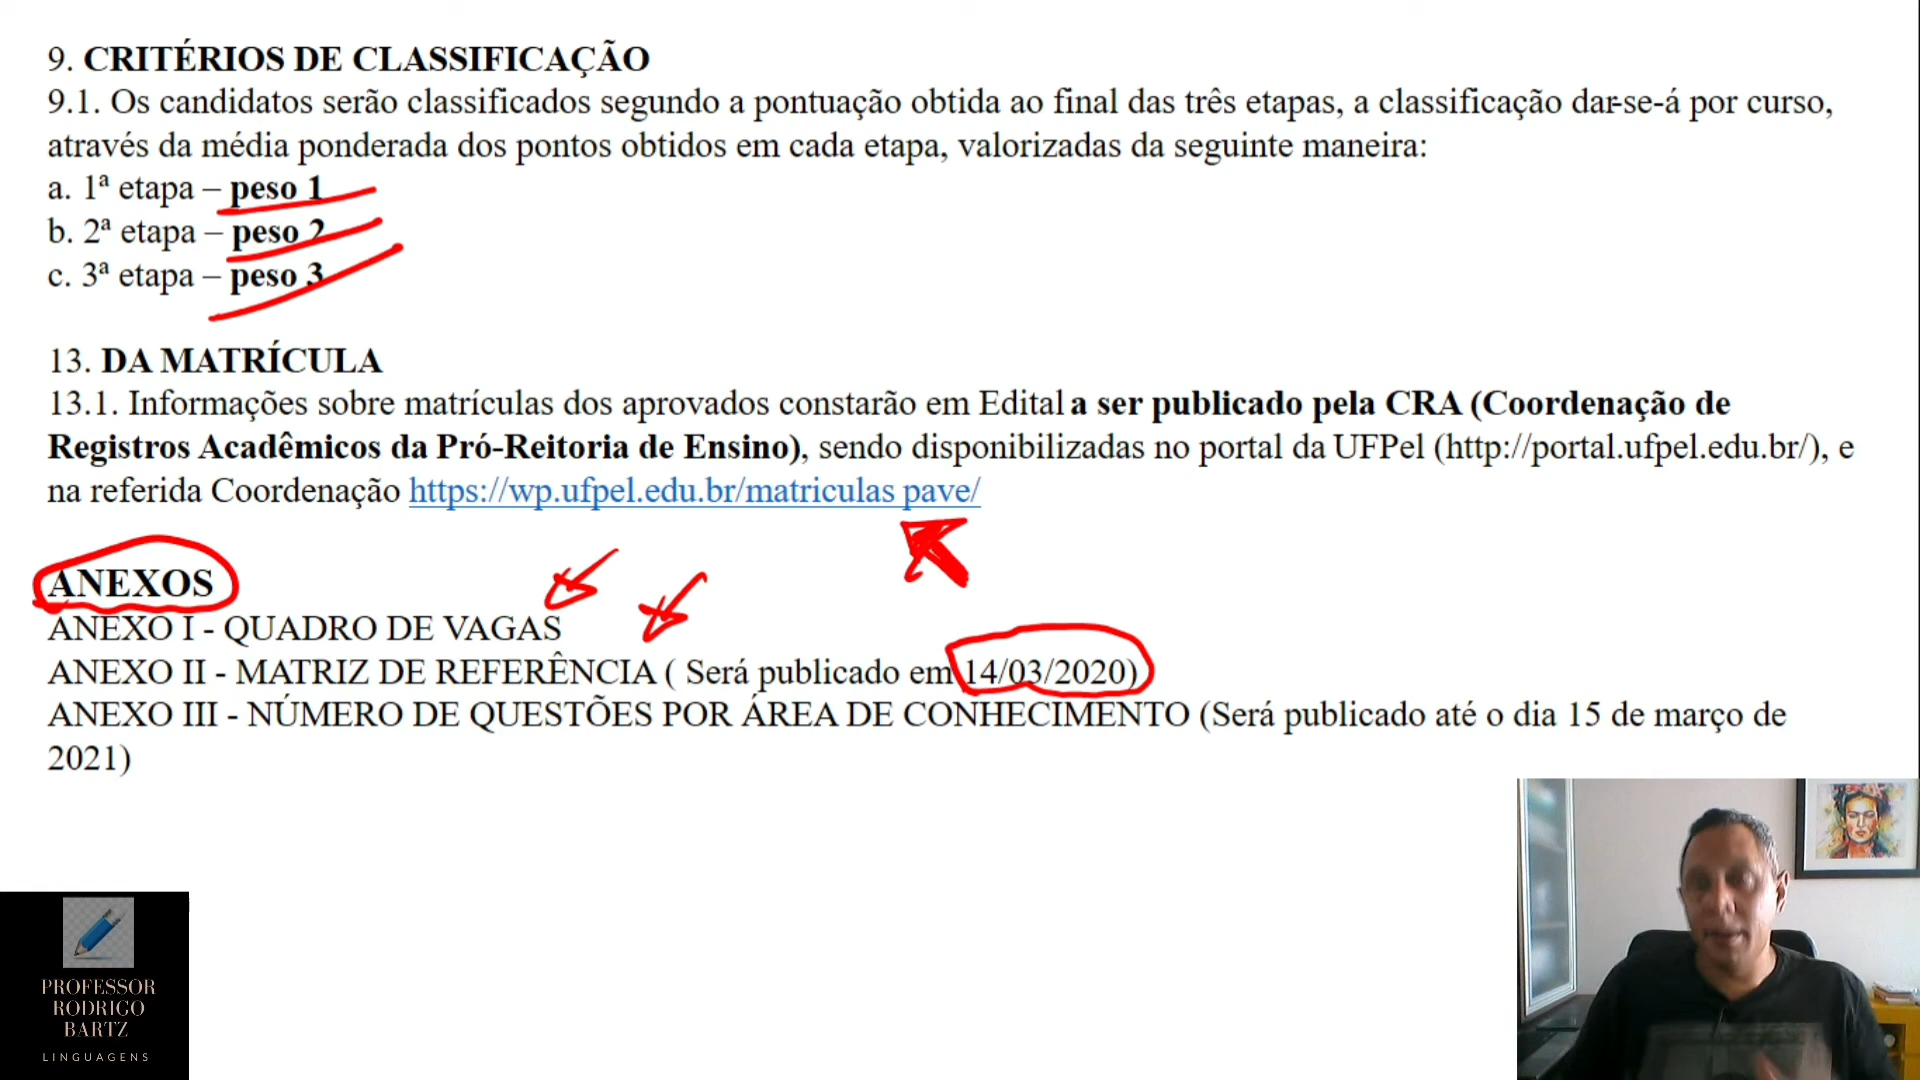 9. CRITÉRIOS DE CLASSIFICAÇÃO
9.1. Os candidatos serão classificados segundo a pontuação obtida ao final das três etapas, a classificação dar-se-á por curso,
através da média ponderada dos pontos obtidos em cada etapa, valorizadas da seguinte maneira:
a. 1ª etapa – peso 1
b. 2ª etapa – peso 2
c. 3ª etapa – peso 3
13. DA MATRÍCULA
13.1. Informações sobre matrículas dos aprovados constarão em Edital a ser publicado pela CRA (Coordenação de
Registros Acadêmicos da Pró-Reitoria de Ensino), sendo disponibilizadas no portal da UFPel (http://portal.ufpel.edu.br/), e
na referida Coordenação https://wp.ufpel.edu.br/matriculas pave/
ANEXOS
ANEXO I - QUADRO DE VAGAS
ANEXO II - MATRIZ DE REFERÊNCIA ( Será publicado em 14/03/2020)
ANEXO III - NÚMERO DE QUESTÕES POR ÁREA DE CONHECIMENTO (Será publicado até o dia 15 de março de
2021)
PROFESSOR
RODRIGO
BARTZ
LINGUAGENS